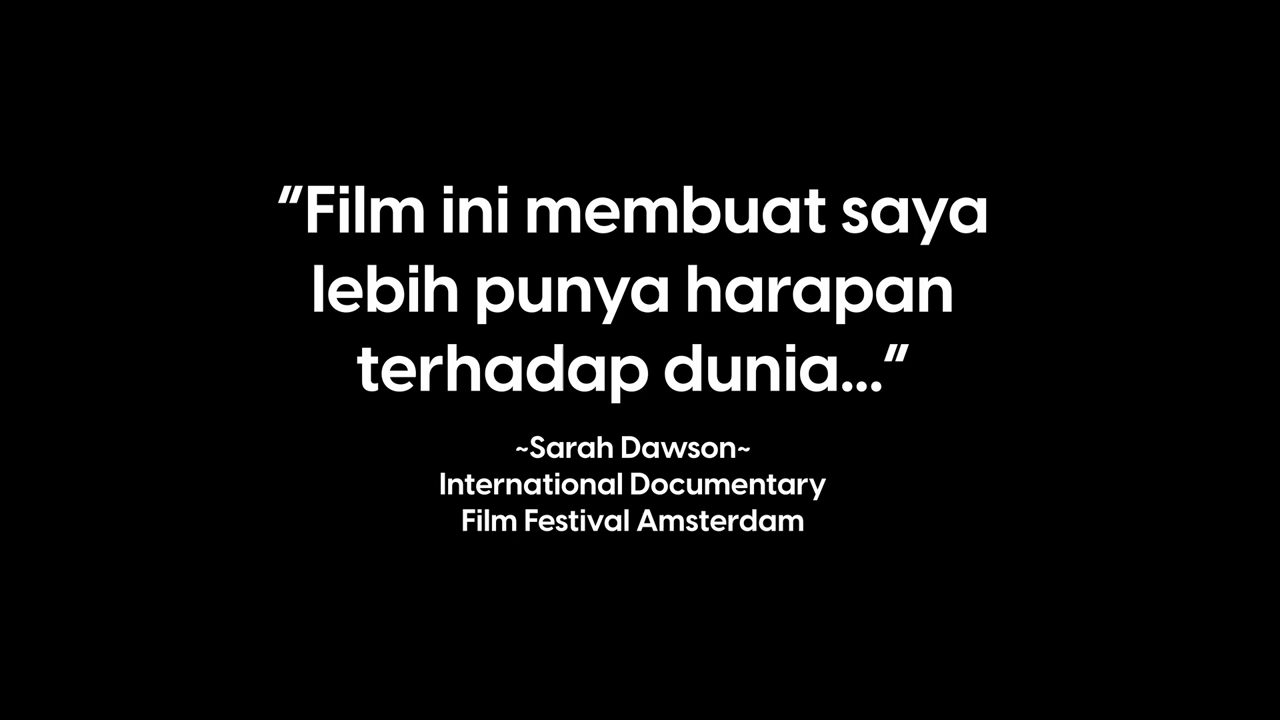 “Film ini membuat saya
lebih punya harapan
terhadap dunia...”
~Sarah Dawson~
International Documentary
Film Festival Amsterdam